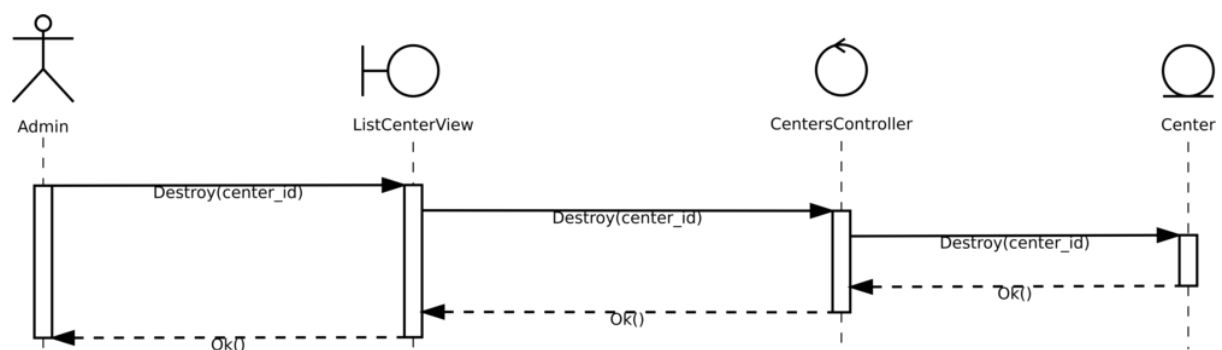 Admin
ListCenterView
CentersController
Center
Destroy(center_id)
Destroy(center_id)
Destroy(center_id)
Ok()
Ok()
Ok()